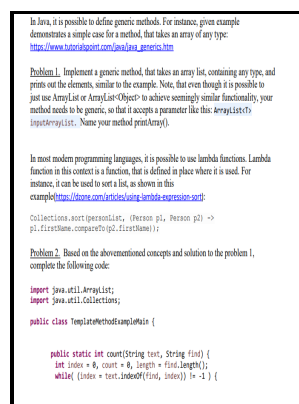 In Java, it is possible to define generic methods. For instance, given example
demonstrates a simple case for a method, that takes an array of any type:
https://www.tutorialspoint.com/java/java_generics.htm
Problem 1. Implement a generic method, that takes an array list, containing any type, and
prints out the elements, similar to the example. Note, that even though it is possible to
just use ArrayList or ArrayList<Object> to achieve seemingly similar functionality, your
method needs to be generic, so that it accepts a parameter like this: ArrayList<T>
inputArrayList. Name your method printArray().
In most modern programming languages, it is possible to use lambda functions. Lambda
function in this context is a function, that is defined in place where it is used. For
instance, it can be used to sort a list, as shown in this
example(https://dzone.com/articles/using-lambda-expression-sort):
Collections.sort(personList, (Person p1, Person p2) ->
p1.firstName.compareTo(p2.firstName));
Problem 2. Based on the abovementioned concepts and solution to the problem 1,
complete the following code:
import java.util.ArrayList;
import java.util.Collections;
public class TemplateMethodExampleMain {
public static int count(String text, String find) {
int index = 0, count = 0, length = find.length();
while( (index = text.indexOf(find, index)) != -1 ) {